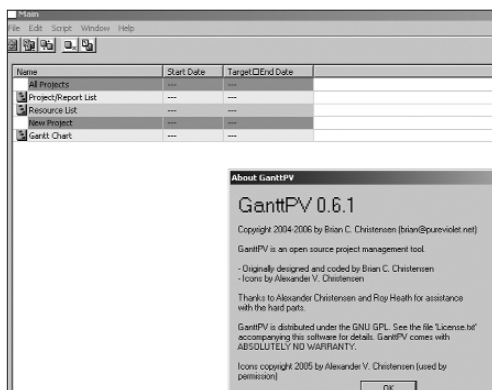 Main
File Edit Script Window Help
Name Start Date Target□End Date
All Projects --- ---
Project/Report List --- ---
Resource List --- ---
New Project --- ---
Gantt Chart --- ---
About GanttPV
GanttPV 0.6.1
Copyright 2004-2006 by Brian C. Christensen (brian@pureviolet.net)
GanttPV is an open source project management tool.
- Originally designed and coded by Brian C. Christensen
- Icons by Alexander V. Christensen
Thanks to Alexander Christensen and Roy Heath for assistance
with the hard parts.
GanttPV is distributed under the GNU GPL. See the file 'License.txt'
accompanying this software for details. GanttPV comes with
ABSOLUTELY NO WARRANTY.
Icons copyright 2005 by Alexander V. Christensen (used by
permission)
OK